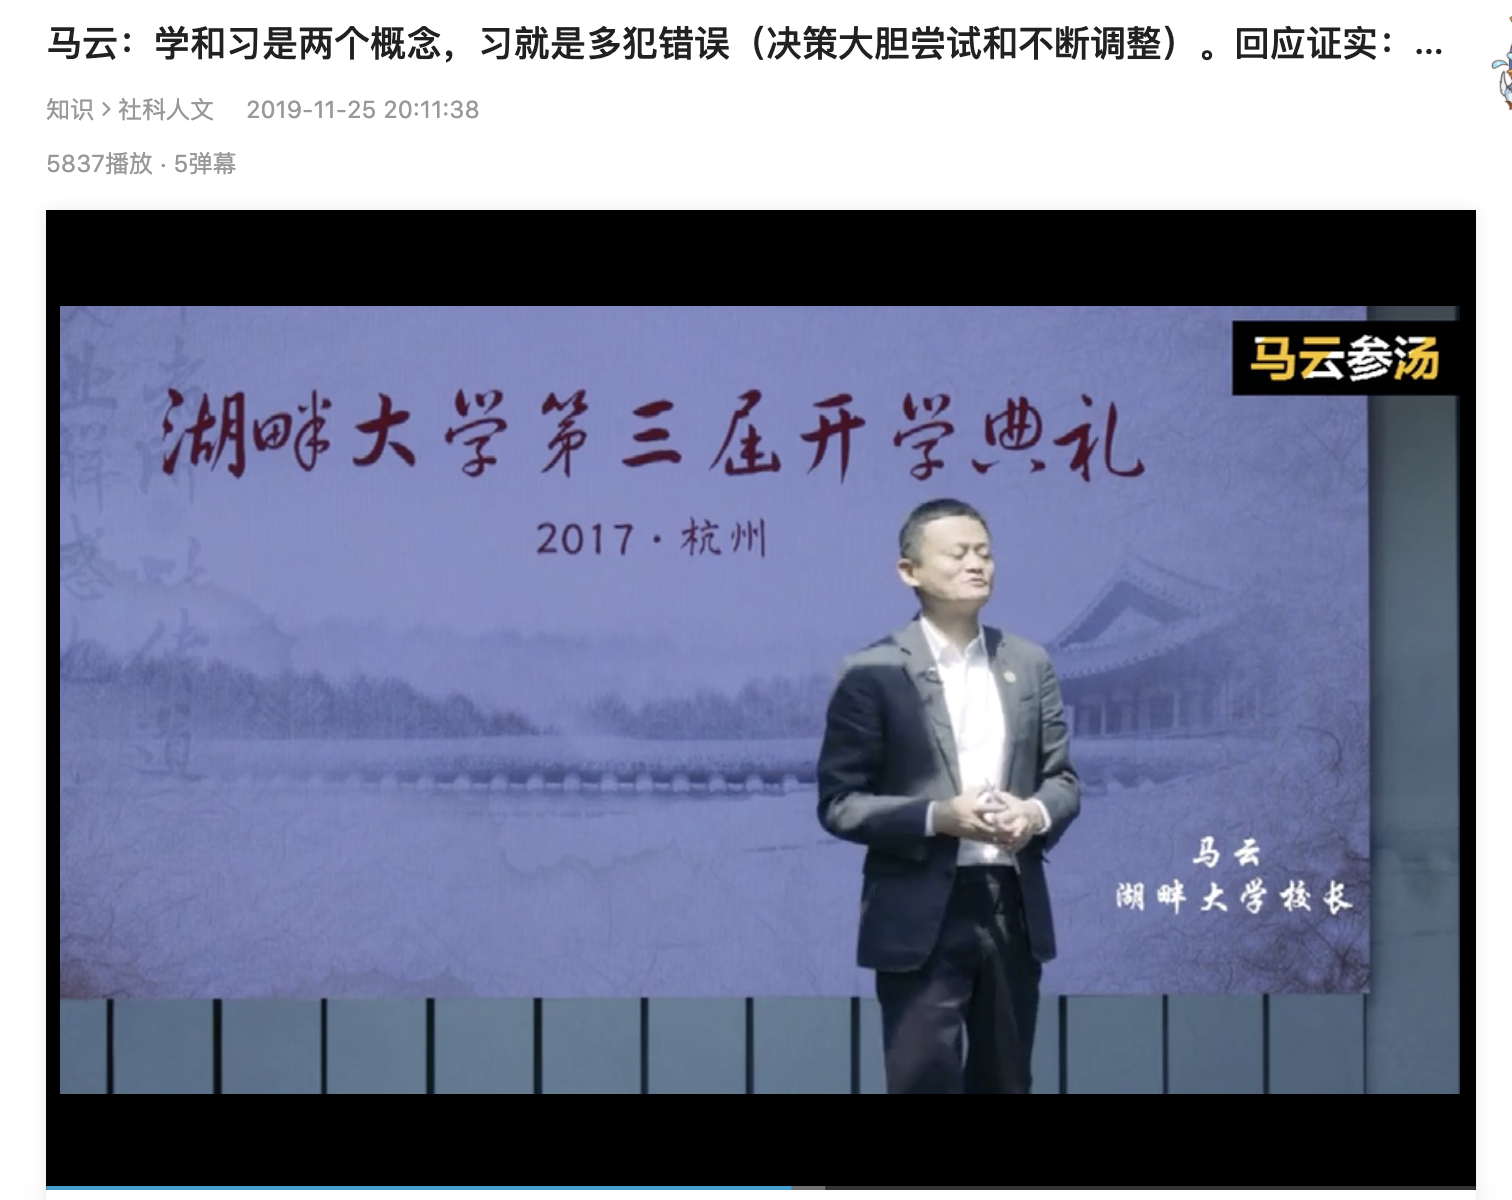 马云：学和习是两个概念，习就是多犯错误（决策大胆尝试和不断调整）。回应证实：...
知识 > 社科人文 2019-11-25 20:11:38
5837播放 · 5弹幕
马云参汤
湖畔大学第三届开学典礼
2017 · 杭州
马云
湖畔大学校长